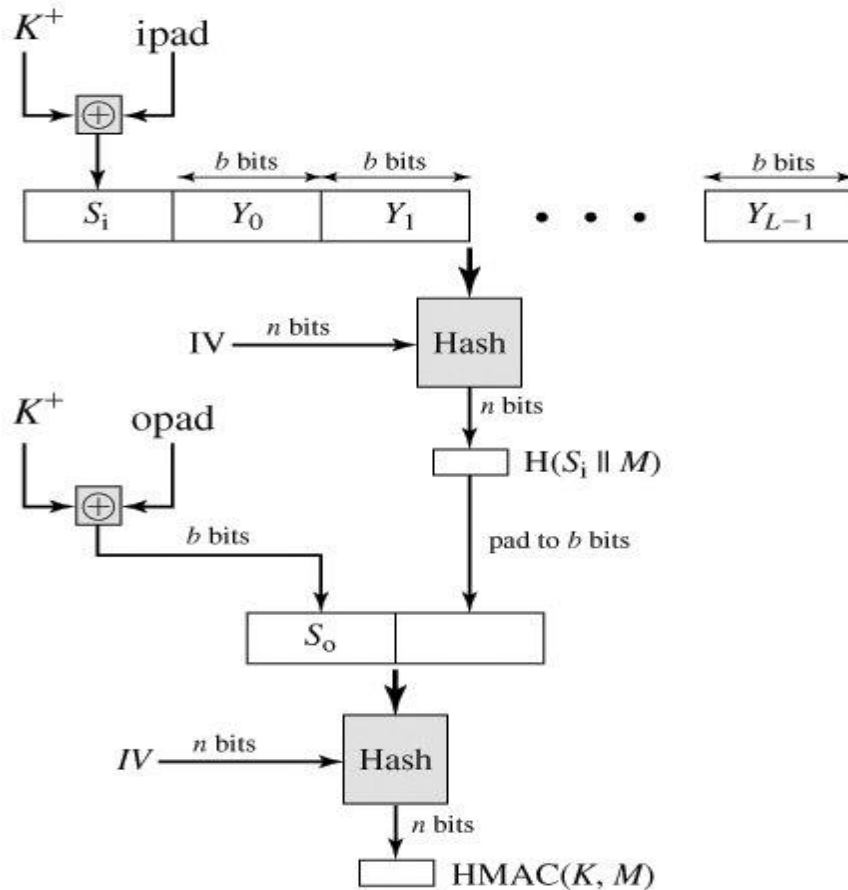 K+ ipad
⊕
b bits b bits b bits
Si Y0 Y1 • • • YL−1
IV n bits Hash
n bits
K+ opad
H(Si || M)
⊕
b bits
pad to b bits
So
IV n bits Hash
n bits
HMAC(K, M)